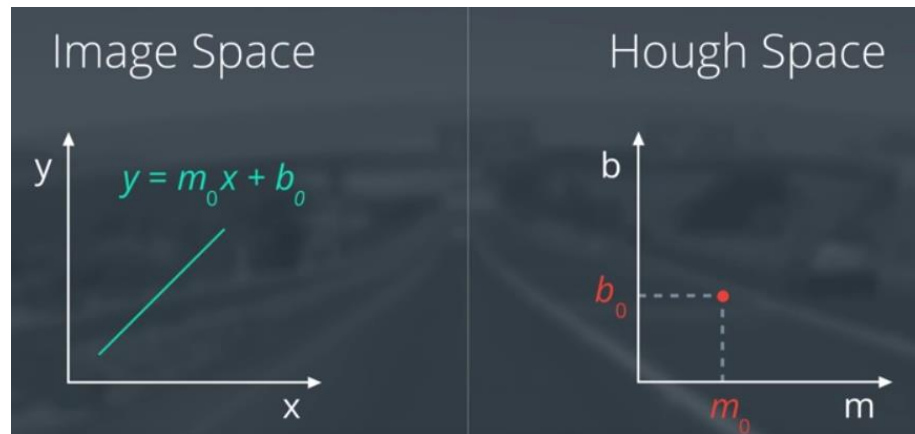 Image Space
y
y = m₀x + b₀
x
Hough Space
b
b₀
m₀
m